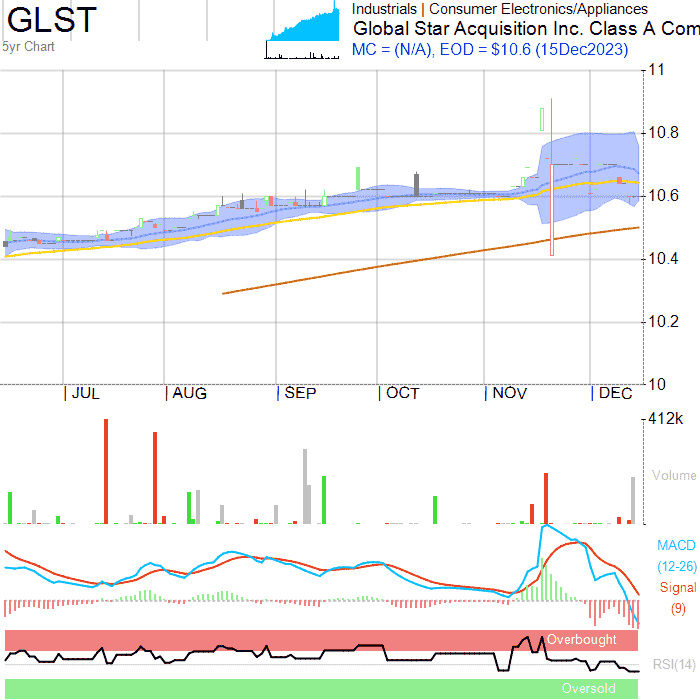 GLST
5yr Chart
Industrials | Consumer Electronics/Appliances
Global Star Acquisition Inc. Class A Com
MC = (N/A), EOD = $10.6 (15Dec2023)
11
10.8
10.6
10.4
10.2
10
JUL AUG SEP OCT NOV DEC
412k
Volume
MACD
(12-26)
Signal
(9)
Overbought
RSI(14)
Oversold